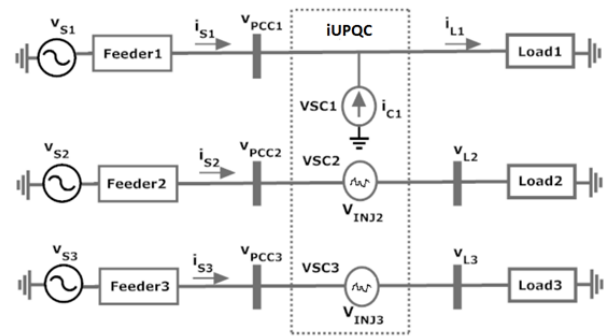 iUPQC
vS1
Feeder1
iS1
vPCC1
iL1
Load1
VSC1
iC1
vS2
Feeder2
iS2
vPCC2
VSC2
VINJ2
vL2
Load2
vS3
Feeder3
iS3
vPCC3
VSC3
VINJ3
vL3
Load3